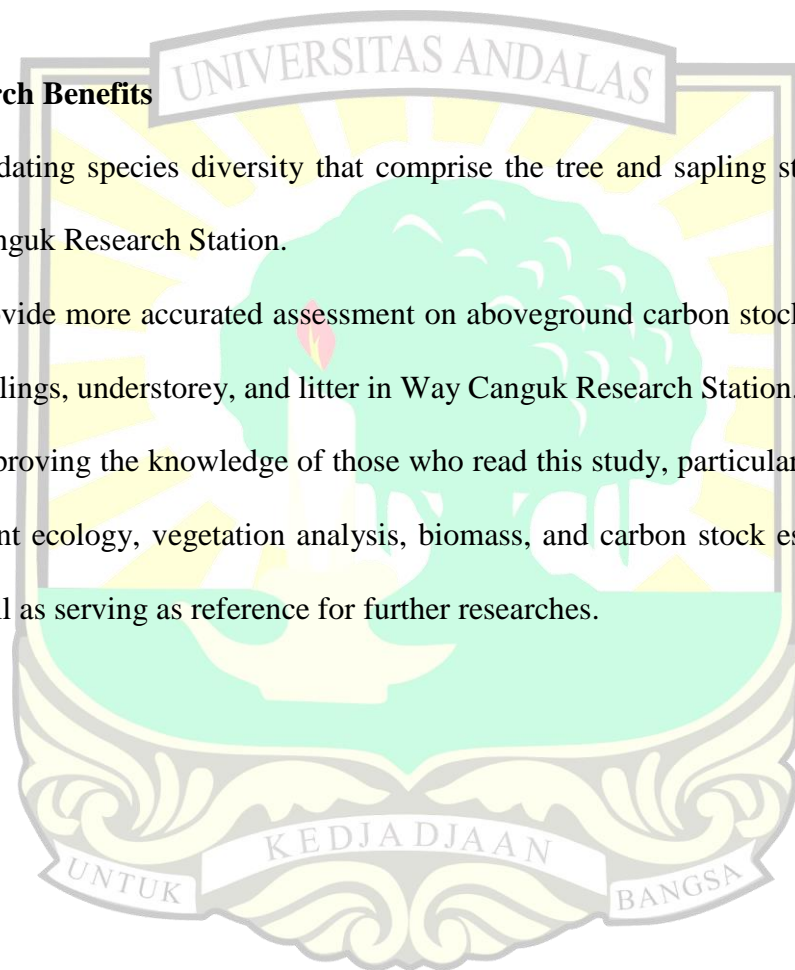 UNIVERSITAS ANDALAS
rch Benefits
dating species diversity that comprise the tree and sapling st
nguk Research Station.
ovide more accurated assessment on aboveground carbon stock
lings, understorey, and litter in Way Canguk Research Station.
proving the knowledge of those who read this study, particular
nt ecology, vegetation analysis, biomass, and carbon stock es
ll as serving as reference for further researches.
UNTUK KEDJADJAAN BANGSA